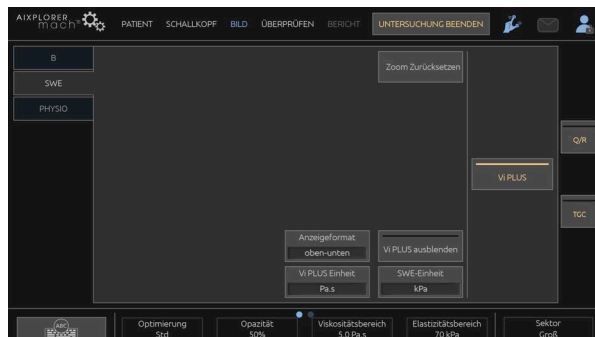 AIXPLORER
mach
PATIENT SCHALLKOPF BILD ÜBERPRÜFEN BERICHT UNTERSUCHUNG BEENDEN
B
Zoom Zurücksetzen
SWE
PHYSIO
Q/R
Vi PLUS
TGC
Anzeigeformat
oben-unten
Vi PLUS ausblenden
Vi PLUS Einheit SWE-Einheit
Pa.s kPa
ABC
Optimierung Opazität Viskositätsbereich Elastizitätsbereich Sektor
Std 50% 5.0 Pa.s 70 kPa Groß